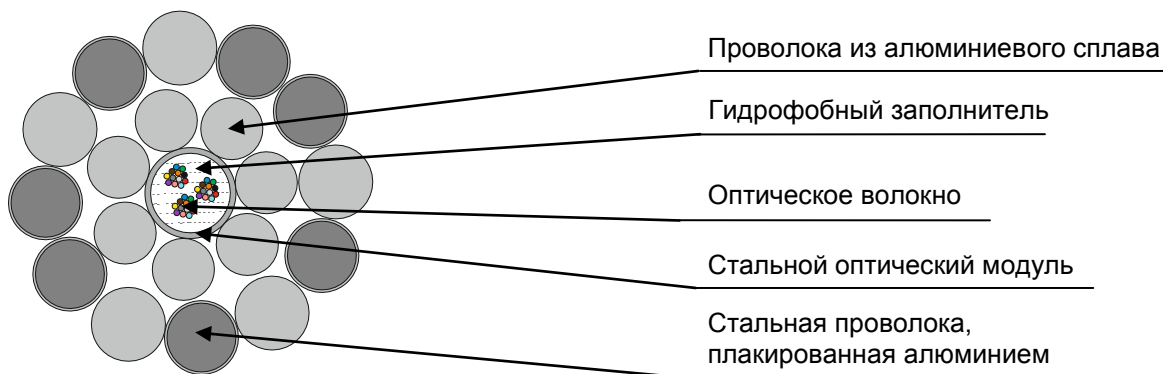 Проволока из алюминиевого сплава
Гидрофобный заполнитель
Оптическое волокно
Стальной оптический модуль
Стальная проволока,
плакированная алюминием